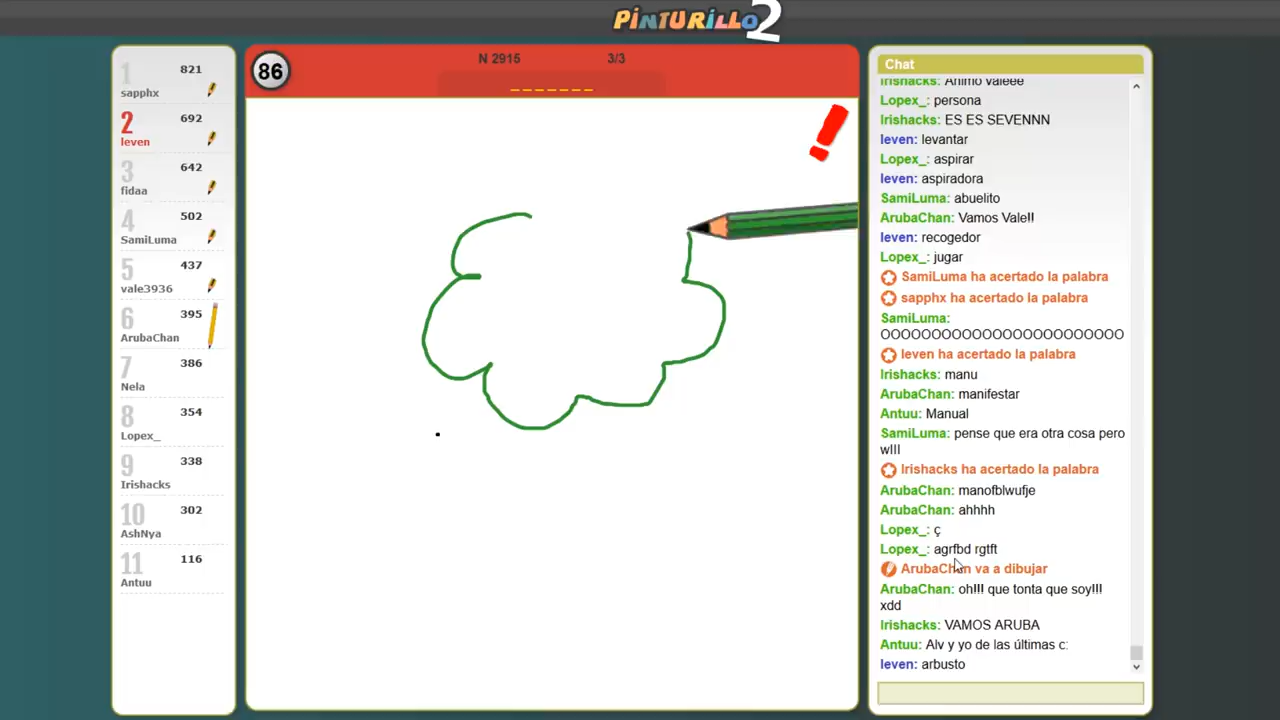 PiNTURiLLO2
86
N 2915
3/3
_ _ _ _ _ _ _
1
821
sapphx
2
692
leven
3
642
fidaa
4
502
SamiLuma
5
437
vale3936
6
395
ArubaChan
7
386
Nela
8
354
Lopex_
9
338
Irishacks
10
302
AshNya
11
116
Antuu
Chat
Irishacks: Animo Valeee
Lopex_: persona
Irishacks: ES ES SEVENNN
leven: levantar
Lopex_: aspirar
leven: aspiradora
SamiLuma: abuelito
ArubaChan: Vamos Vale!!
leven: recogedor
Lopex_: jugar
SamiLuma ha acertado la palabra
sapphx ha acertado la palabra
SamiLuma:
OOOOOOOOOOOOOOOOOOOOOOOO
leven ha acertado la palabra
Irishacks: manu
ArubaChan: manifestar
Antuu: Manual
SamiLuma: pense que era otra cosa pero
wlll
Irishacks ha acertado la palabra
ArubaChan: manofblwufje
ArubaChan: ahhhh
Lopex_: ç
Lopex_: agrfbd rgtft
ArubaChan va a dibujar
ArubaChan: oh!!! que tonta que soy!!!
xdd
Irishacks: VAMOS ARUBA
Antuu: Alv y yo de las últimas c:
leven: arbusto